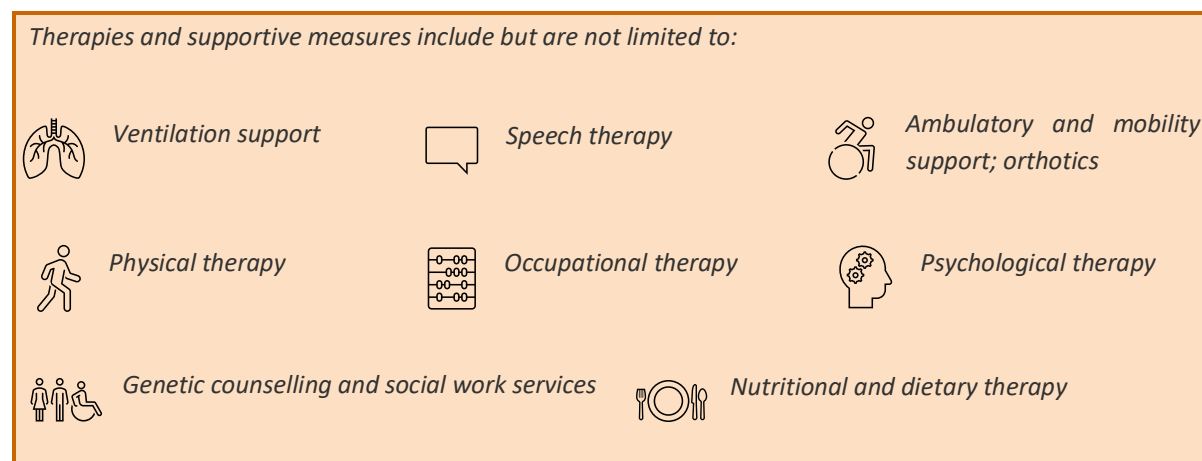 Therapies and supportive measures include but are not limited to:
Ventilation support
Speech therapy
Ambulatory and mobility
support; orthotics
Physical therapy
Occupational therapy
Psychological therapy
Genetic counselling and social work services
Nutritional and dietary therapy